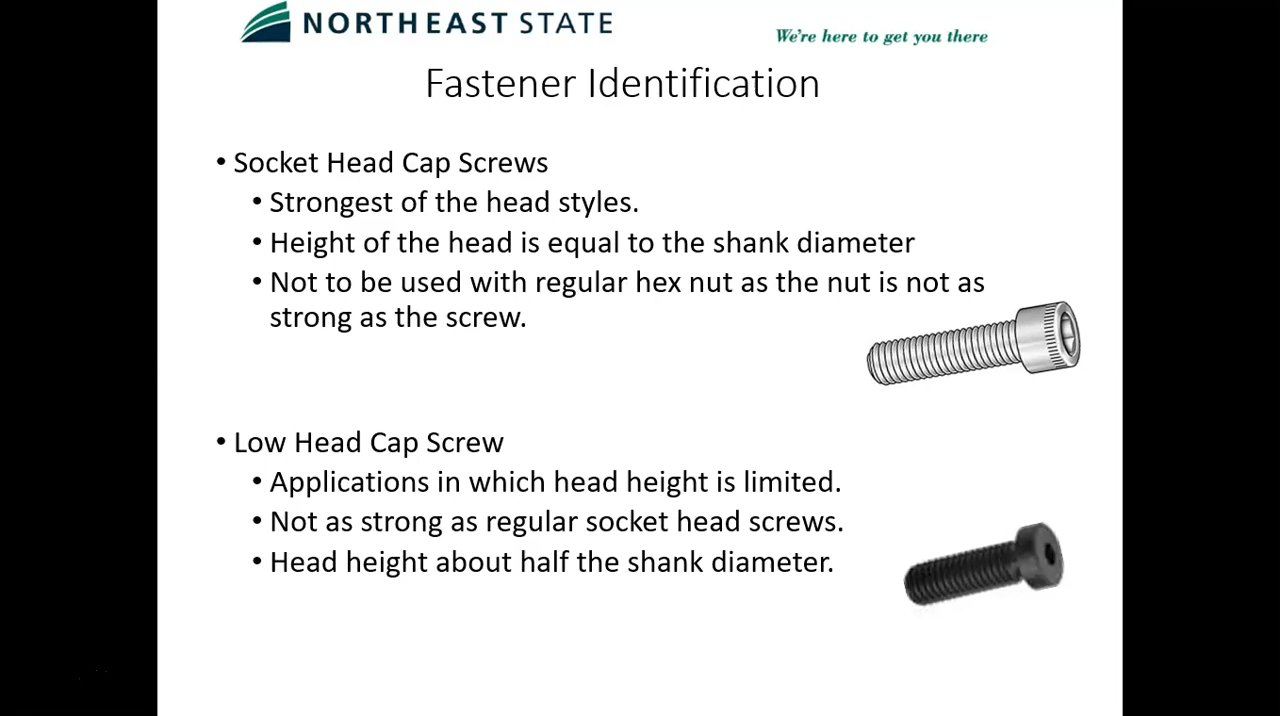 NORTHEAST STATE
We're here to get you there
Fastener Identification
• Socket Head Cap Screws
• Strongest of the head styles.
• Height of the head is equal to the shank diameter
• Not to be used with regular hex nut as the nut is not as
strong as the screw.
• Low Head Cap Screw
• Applications in which head height is limited.
• Not as strong as regular socket head screws.
• Head height about half the shank diameter.